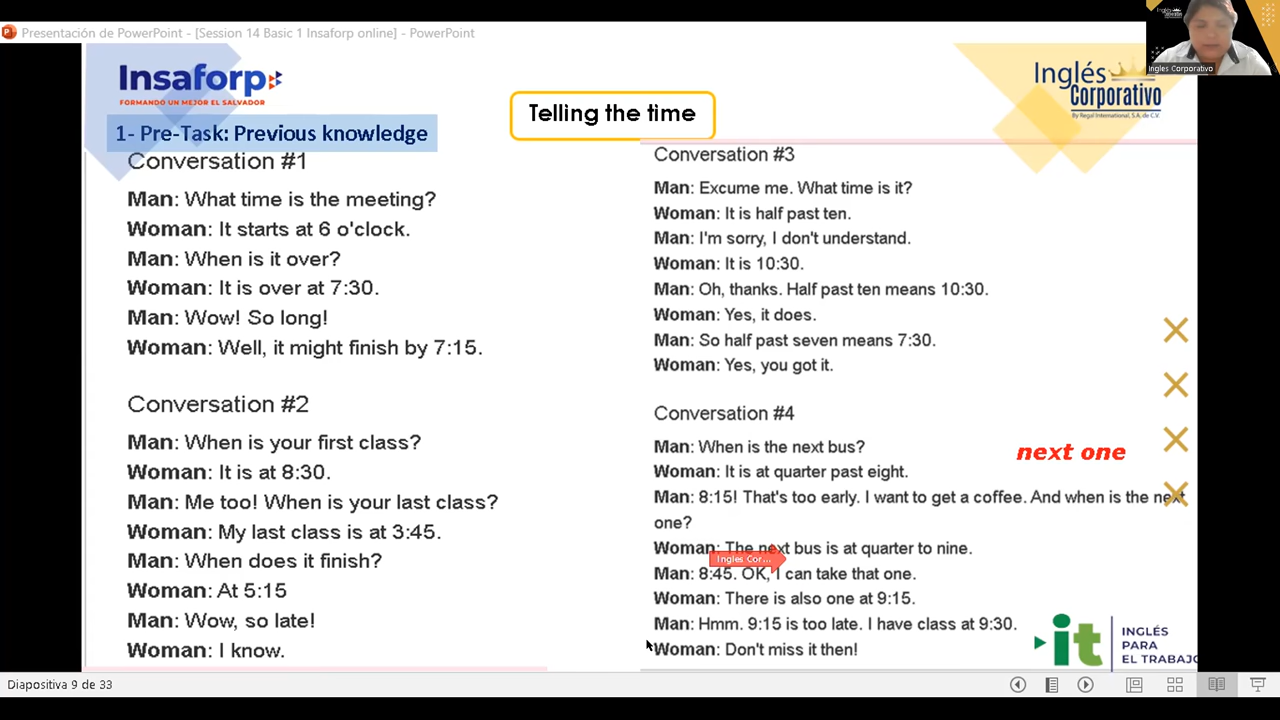 Presentación de PowerPoint - [Session 14 Basic 1 Insaforp online] - PowerPoint
Ingles Corporativo
Insaforp
FORMANDO UN MEJOR EL SALVADOR
Inglés
Corporativo
By Regal International, S.A, de C.V.
Telling the time
1- Pre-Task: Previous knowledge
Conversation #1
Man: What time is the meeting?
Woman: It starts at 6 o'clock.
Man: When is it over?
Woman: It is over at 7:30.
Man: Wow! So long!
Woman: Well, it might finish by 7:15.
Conversation #2
Man: When is your first class?
Woman: It is at 8:30.
Man: Me too! When is your last class?
Woman: My last class is at 3:45.
Man: When does it finish?
Woman: At 5:15
Man: Wow, so late!
Woman: I know.
Conversation #3
Man: Excume me. What time is it?
Woman: It is half past ten.
Man: I'm sorry, I don't understand.
Woman: It is 10:30.
Man: Oh, thanks. Half past ten means 10:30.
Woman: Yes, it does.
Man: So half past seven means 7:30.
Woman: Yes, you got it.
Conversation #4
Man: When is the next bus?
Woman: It is at quarter past eight.
Man: 8:15! That's too early. I want to get a coffee. And when is the next
one?
Woman: The next bus is at quarter to nine.
Man: 8:45. OK, I can take that one.
Woman: There is also one at 9:15.
Man: Hmm. 9:15 is too late. I have class at 9:30.
Woman: Don't miss it then!
next one
Ingles Cor...
it
INGLÉS
PARA
EL TRABAJO
Diapositiva 9 de 33